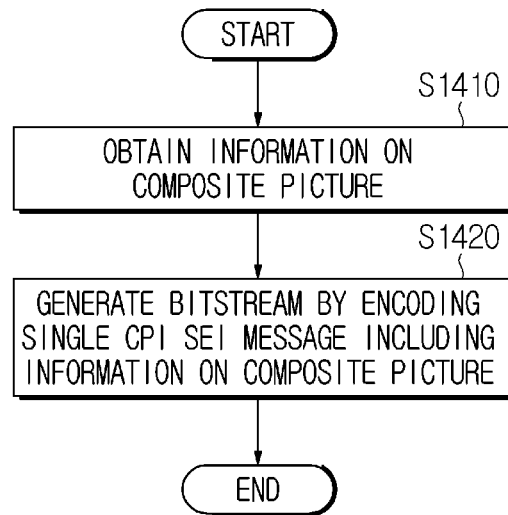 START
S1410
OBTAIN INFORMATION ON
COMPOSITE PICTURE
S1420
GENERATE BITSTREAM BY ENCODING
SINGLE CPI SEI MESSAGE INCLUDING
INFORMATION ON COMPOSITE PICTURE
END